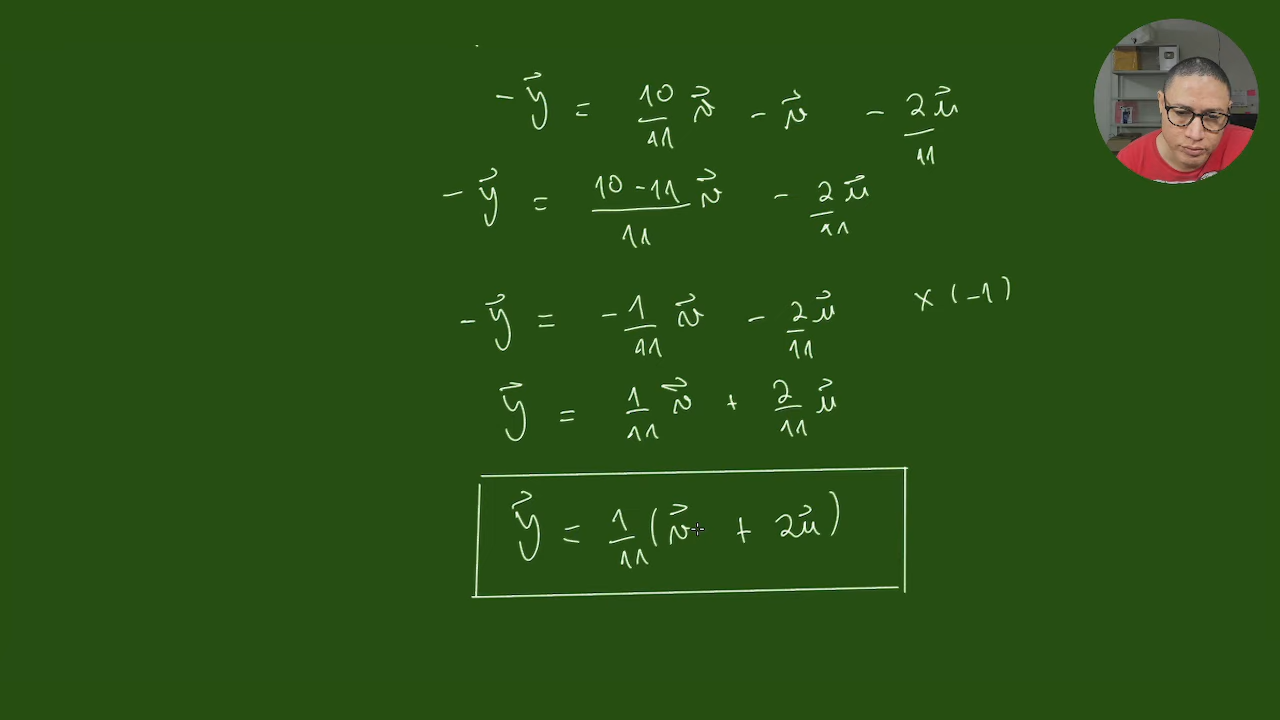 -y⃗ = 10/11 v⃗ - v⃗ - 2u⃗/11
-y⃗ = (10-11)/11 v⃗ - 2u⃗/11
-y⃗ = -1/11 v⃗ - 2u⃗/11 x (-1)
y⃗ = 1/11 v⃗ + 2/11 u⃗
y⃗ = 1/11 (v⃗ + 2u⃗)